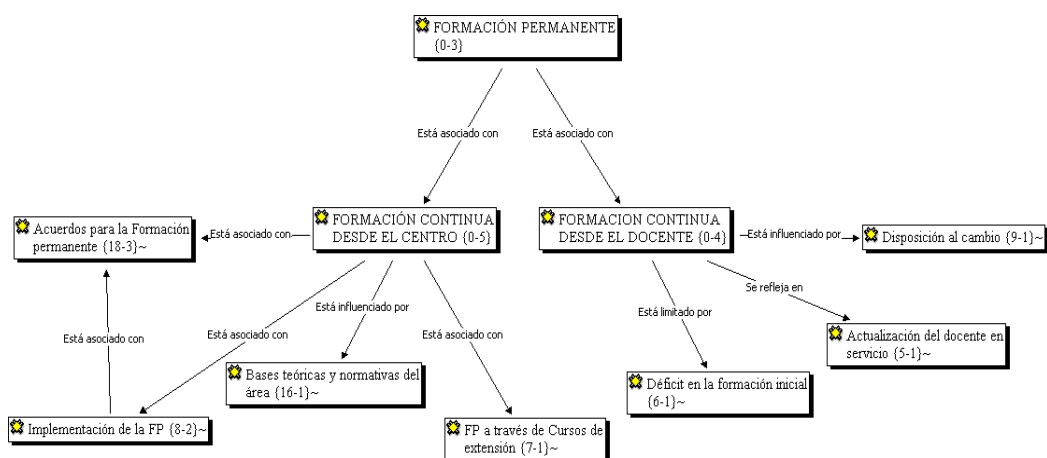 FORMACIÓN PERMANENTE
{0-3}
Está asociado con
Está asociado con
FORMACIÓN CONTINUA
DESDE EL CENTRO {0-5}
FORMACION CONTINUA
DESDE EL DOCENTE {0-4}
Acuerdos para la Formación
permanente {18-3}~
Está asociado con
Está influenciado por
Disposición al cambio {9-1}~
Se refleja en
Está influenciado por
Está limitado por
Está asociado con
Está asociado con
Está asociado con
Actualización del docente en
servicio {5-1}~
Bases teóricas y normativas del
área {16-1}~
Déficit en la formación inicial
{6-1}~
Implementación de la FP {8-2}~
FP a través de Cursos de
extensión {7-1}~